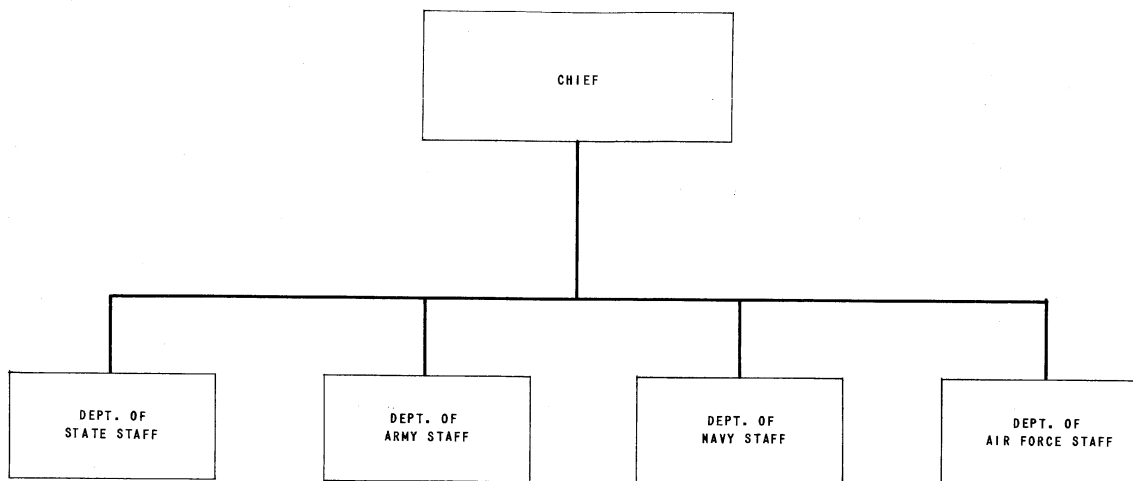 CHIEF
DEPT. OF
STATE STAFF
DEPT. OF
ARMY STAFF
DEPT. OF
NAVY STAFF
DEPT. OF
AIR FORCE STAFF